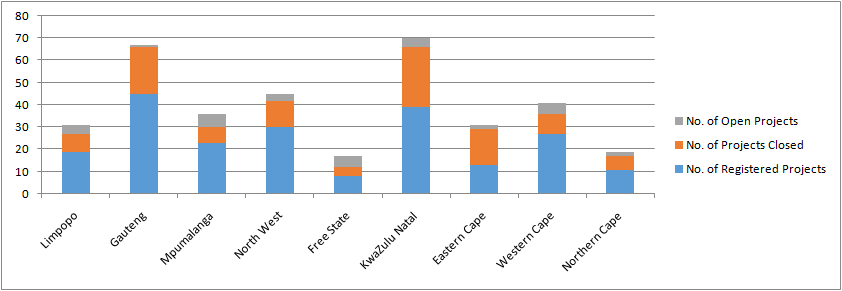 80
70
60
50
40
30
20
10
0
Limpopo
Gauteng
Mpumalanga
North West
Free State
KwaZulu Natal
Eastern Cape
Western Cape
Northern Cape
No. of Open Projects
No. of Projects Closed
No. of Registered Projects